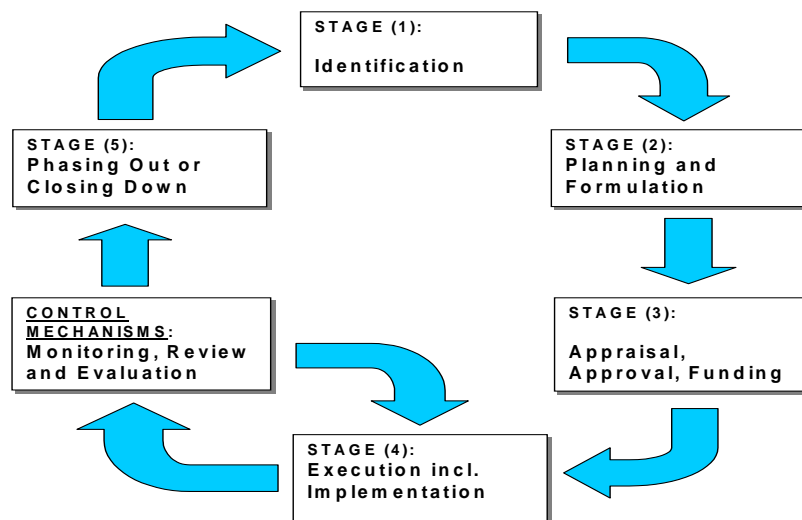 STAGE (1):
Identification
STAGE (2):
Planning and
Formulation
STAGE (3):
Appraisal,
Approval, Funding
STAGE (4):
Execution incl.
Implementation
CONTROL
MECHANISMS:
Monitoring, Review
and Evaluation
STAGE (5):
Phasing Out or
Closing Down